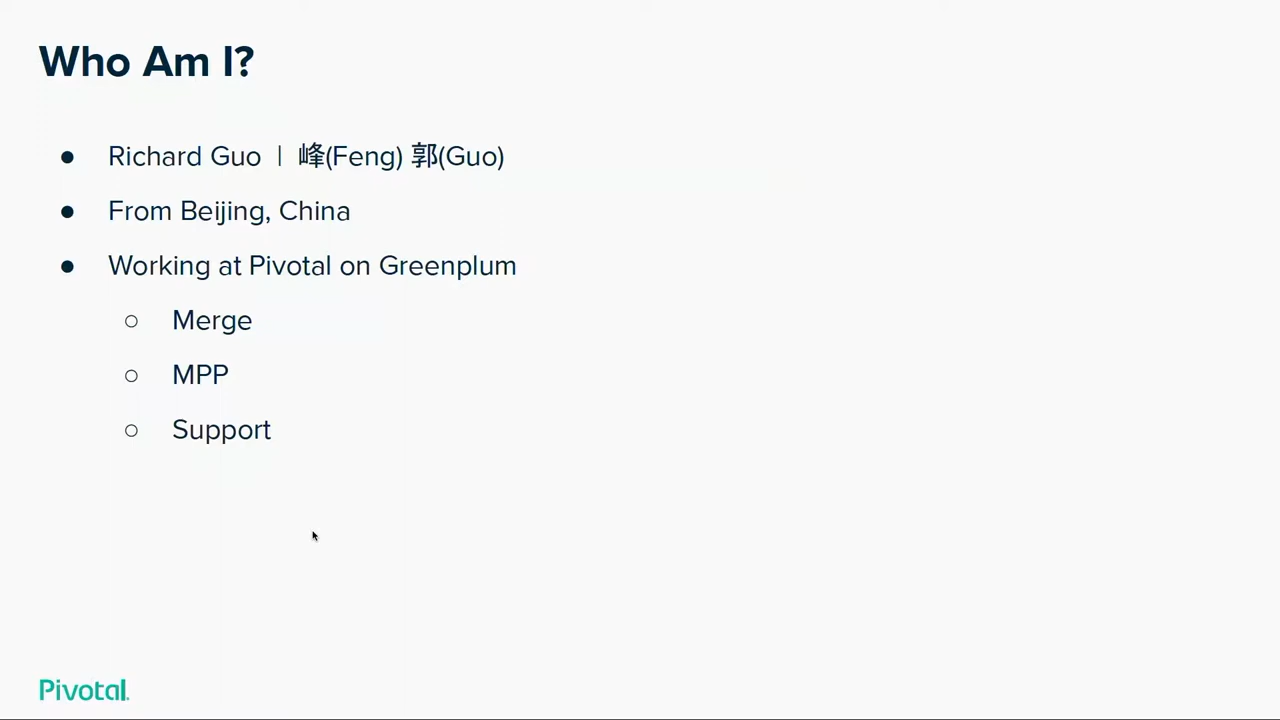 Who Am I?
● Richard Guo | 峰(Feng) 郭(Guo)
● From Beijing, China
● Working at Pivotal on Greenplum
○ Merge
○ MPP
○ Support
Pivotal.